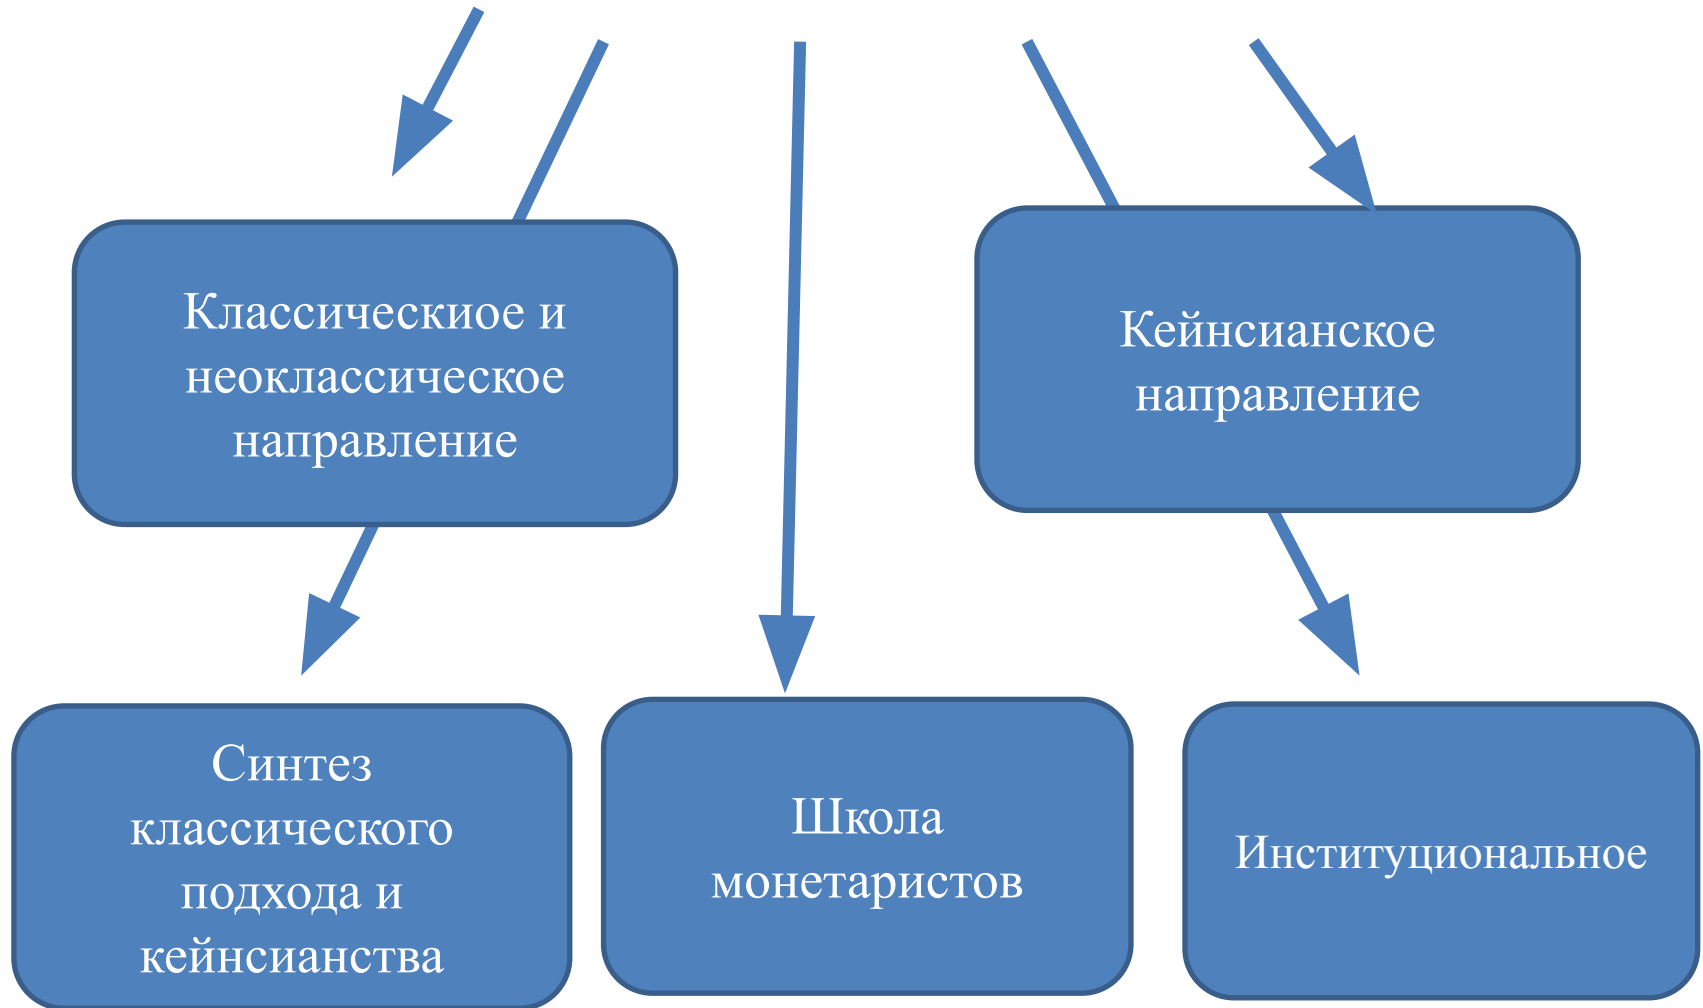 Классическиое и
неоклассическое
направление
Кейнсианское
направление
Синтез
классического
подхода и
кейнсианства
Школа
монетаристов
Институциональное